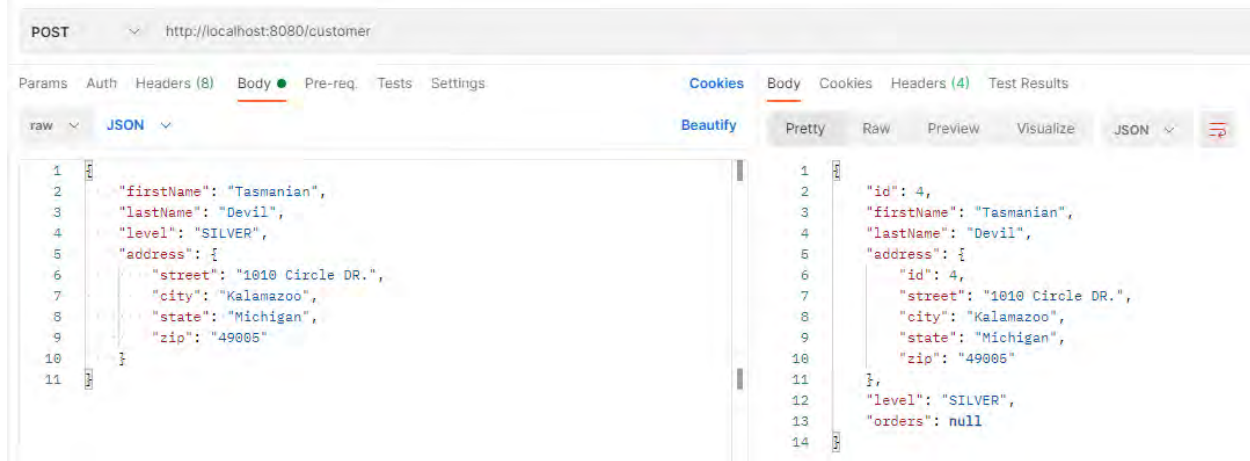 POST http://localhost:8080/customer
Params Auth Headers (8) Body Pre-req. Tests Settings Cookies
raw JSON Beautify
1 {
2 "firstName": "Tasmanian",
3 "lastName": "Devil",
4 "level": "SILVER",
5 "address": {
6 "street": "1010 Circle DR.",
7 "city": "Kalamazoo",
8 "state": "Michigan",
9 "zip": "49005"
10 }
11 }
Body Cookies Headers (4) Test Results
Pretty Raw Preview Visualize JSON
1 {
2 "id": 4,
3 "firstName": "Tasmanian",
4 "lastName": "Devil",
5 "address": {
6 "id": 4,
7 "street": "1010 Circle DR.",
8 "city": "Kalamazoo",
9 "state": "Michigan",
10 "zip": "49005"
11 },
12 "level": "SILVER",
13 "orders": null
14 }